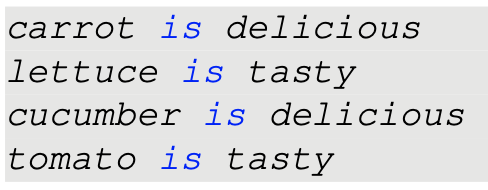 carrot is delicious
lettuce is tasty
cucumber is delicious
tomato is tasty